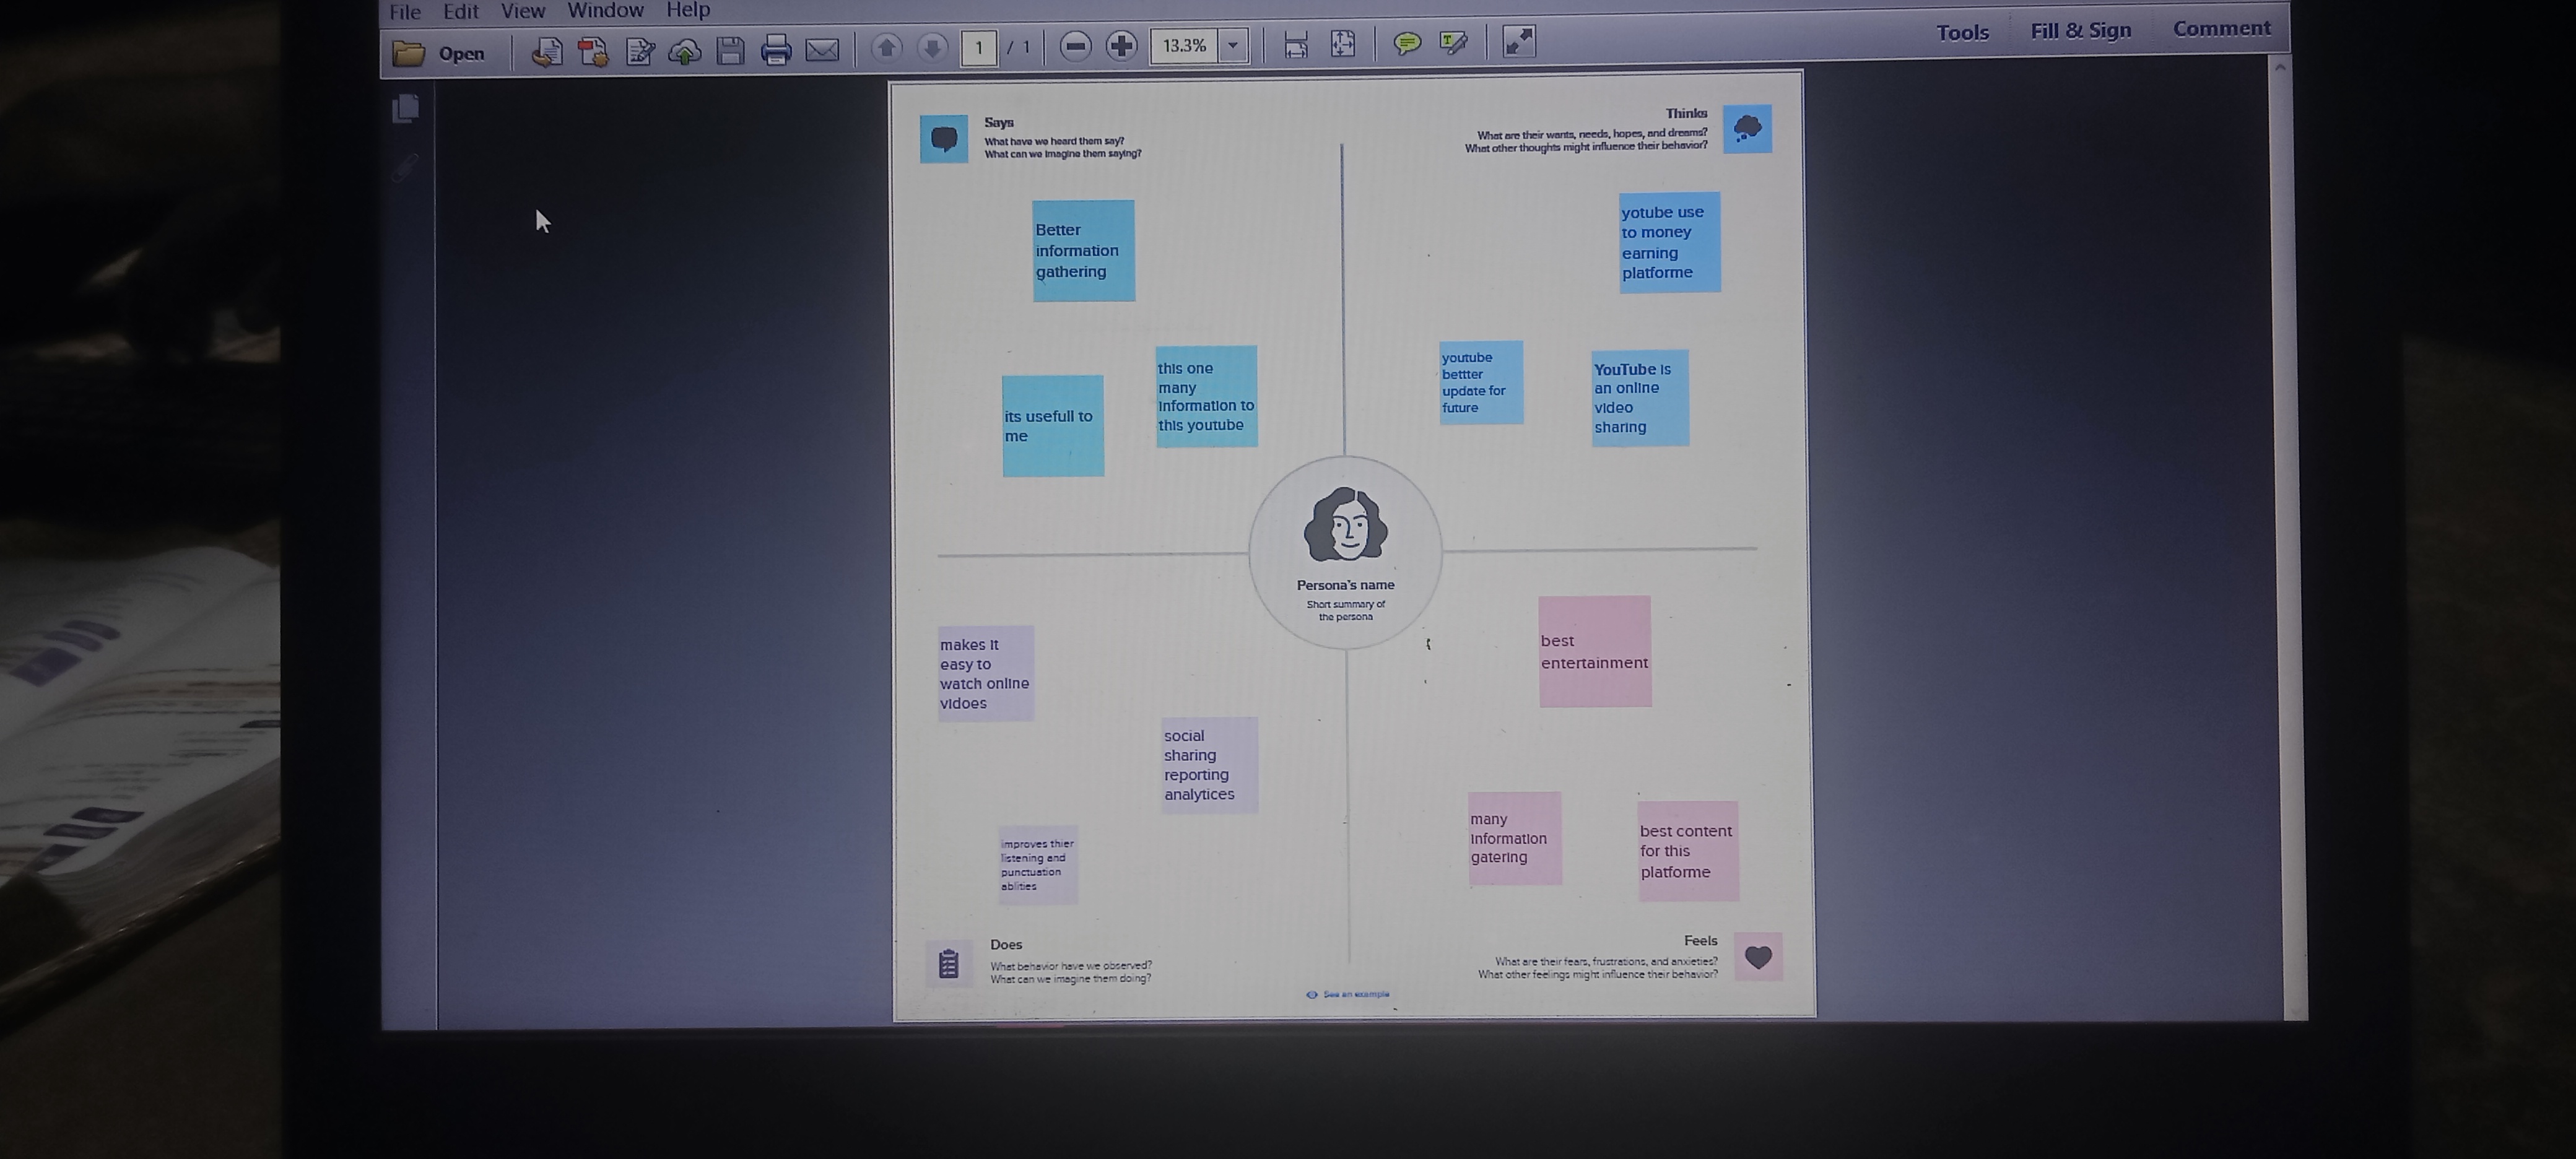 File Edit View Window Help
Open
1 / 1
13.3%
Tools Fill & Sign Comment
Says
What have we heard them say?
What can we imagine them saying?
Thinks
What are their wants, needs, hopes, and dreams?
What other thoughts might influence their behavior?
Better
information
gathering
yotube use
to money
earning
platforme
its usefull to
me
this one
many
information to
this youtube
youtube
bettter
update for
future
YouTube is
an online
video
sharing
Persona's name
Short summary of
the persona
makes it
easy to
watch online
vidoes
social
sharing
reporting
analytices
improves thier
listening and
punctuation
ablities
best
entertainment
many
information
gatering
best content
for this
platforme
Does
What behavior have we observed?
What can we imagine them doing?
Feels
What are their fears, frustrations, and anxieties?
What other feelings might influence their behavior?
See an example